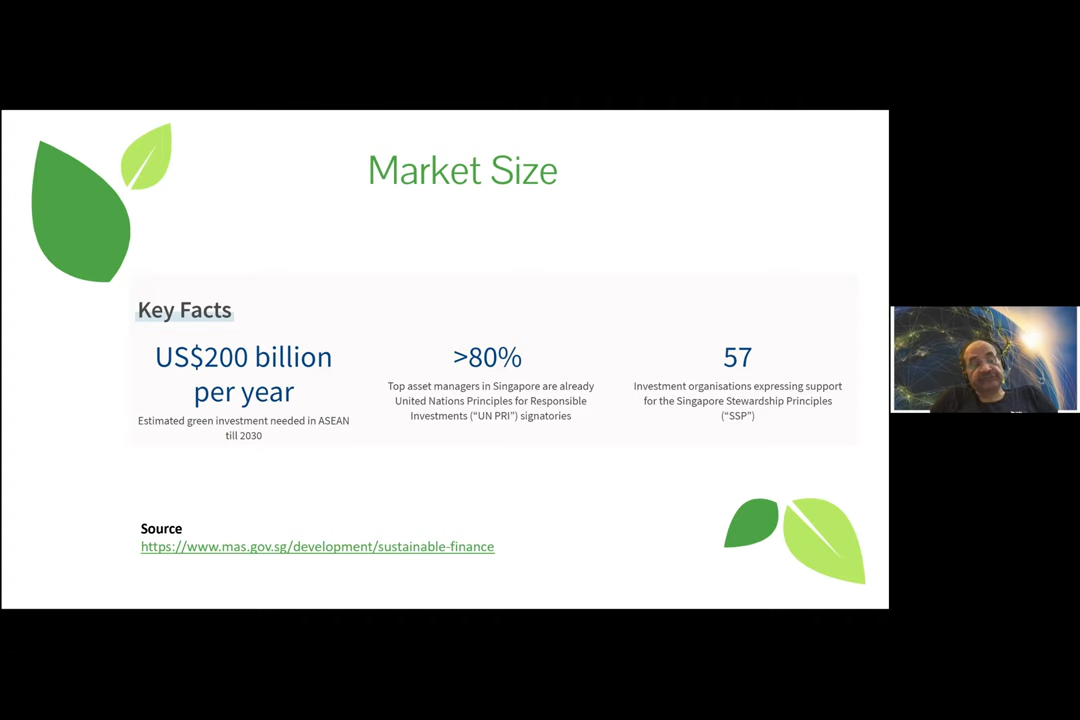 Market Size
Key Facts
US$200 billion
per year
Estimated green investment needed in ASEAN
till 2030
>80%
Top asset managers in Singapore are already
United Nations Principles for Responsible
Investments (“UN PRI”) signatories
57
Investment organisations expressing support
for the Singapore Stewardship Principles
(“SSP”)
Source
https://www.mas.gov.sg/development/sustainable-finance